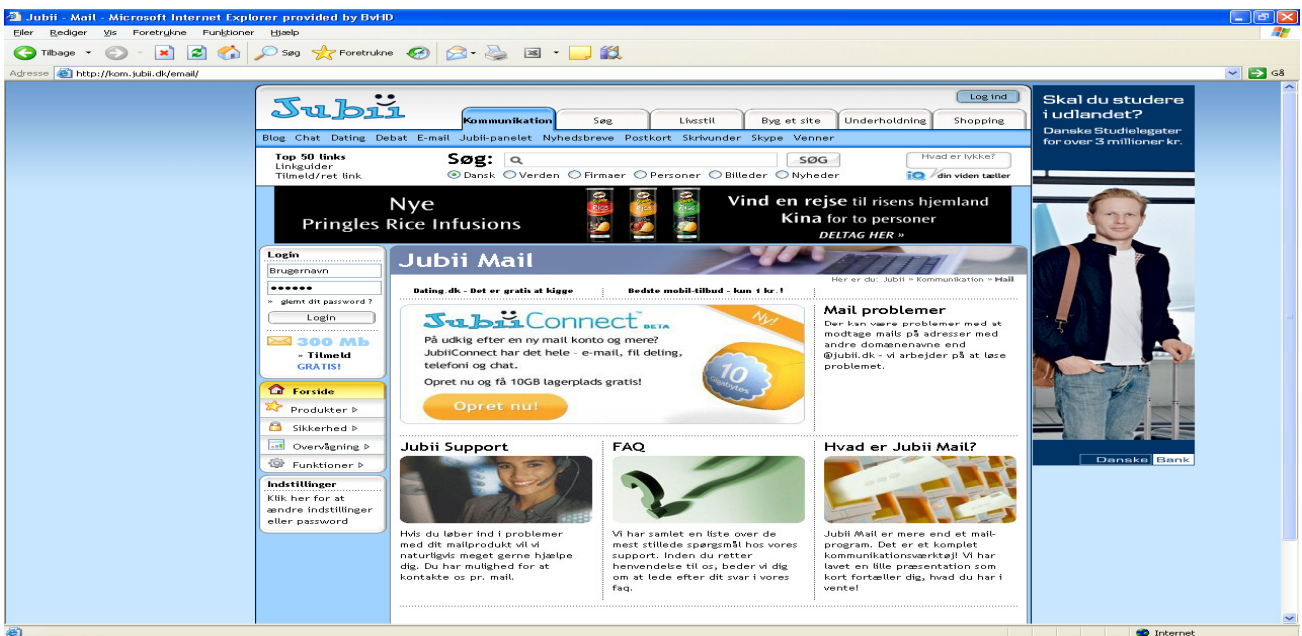 Jubii - Mail - Microsoft Internet Explorer provided by BvHD
Filer Rediger Vis Foretrukne Funktioner Hjælp
Tilbage Søg Foretrukne
Adresse http://kom.jubii.dk/email/ Gå
Jubii
Log ind
Kommunikation Søg Livsstil Byg et site Underholdning Shopping
Blog Chat Dating Debat E-mail Jubii-panelet Nyhedsbreve Postkort Skrivunder Skype Venner
Top 50 links
Linkguider
Tilmeld/ret link
Søg: SØG
Dansk Verden Firmaer Personer Billeder Nyheder
Hvad er lykke?
iQ din viden tæller
Nye
Pringles Rice Infusions
Vind en rejse til risens hjemland
Kina for to personer
DELTAG HER »
Skal du studere
i udlandet?
Danske Studielegater
for over 3 millioner kr.
Danske Bank
Login
Brugernavn
••••••
» glemt dit password ?
Login
300 Mb
» Tilmeld
GRATIS!
Forside
Produkter
Sikkerhed
Overvågning
Funktioner
Indstillinger
Klik her for at
ændre indstillinger
eller password
Jubii Mail
Her er du: Jubii » Kommunikation » Mail
Dating.dk - Det er gratis at kigge
Bedste mobil-tilbud - kun 1 kr.!
JubiiConnect™ BETA
Ny!
På udkig efter en ny mail konto og mere?
JubiiConnect har det hele - e-mail, fil deling,
telefoni og chat.
Opret nu og få 10GB lagerplads gratis!
Opret nu!
10
Gigabytes
Mail problemer
Der kan være problemer med at
modtage mails på adresser med
andre domænenavne end
@jubii.dk - vi arbejder på at løse
problemet.
Jubii Support
Hvis du løber ind i problemer
med dit mailprodukt vil vi
naturligvis meget gerne hjælpe
dig. Du har mulighed for at
kontakte os pr. mail.
FAQ
Vi har samlet en liste over de
mest stillede spørgsmål hos vores
support. Inden du retter
henvendelse til os, beder vi dig
om at lede efter dit svar i vores
faq.
Hvad er Jubii Mail?
Jubii Mail er mere end et mail-
program. Det er et komplet
kommunikationsværktøj! Vi har
lavet en lille præsentation som
kort fortæller dig, hvad du har i
vente!
Internet